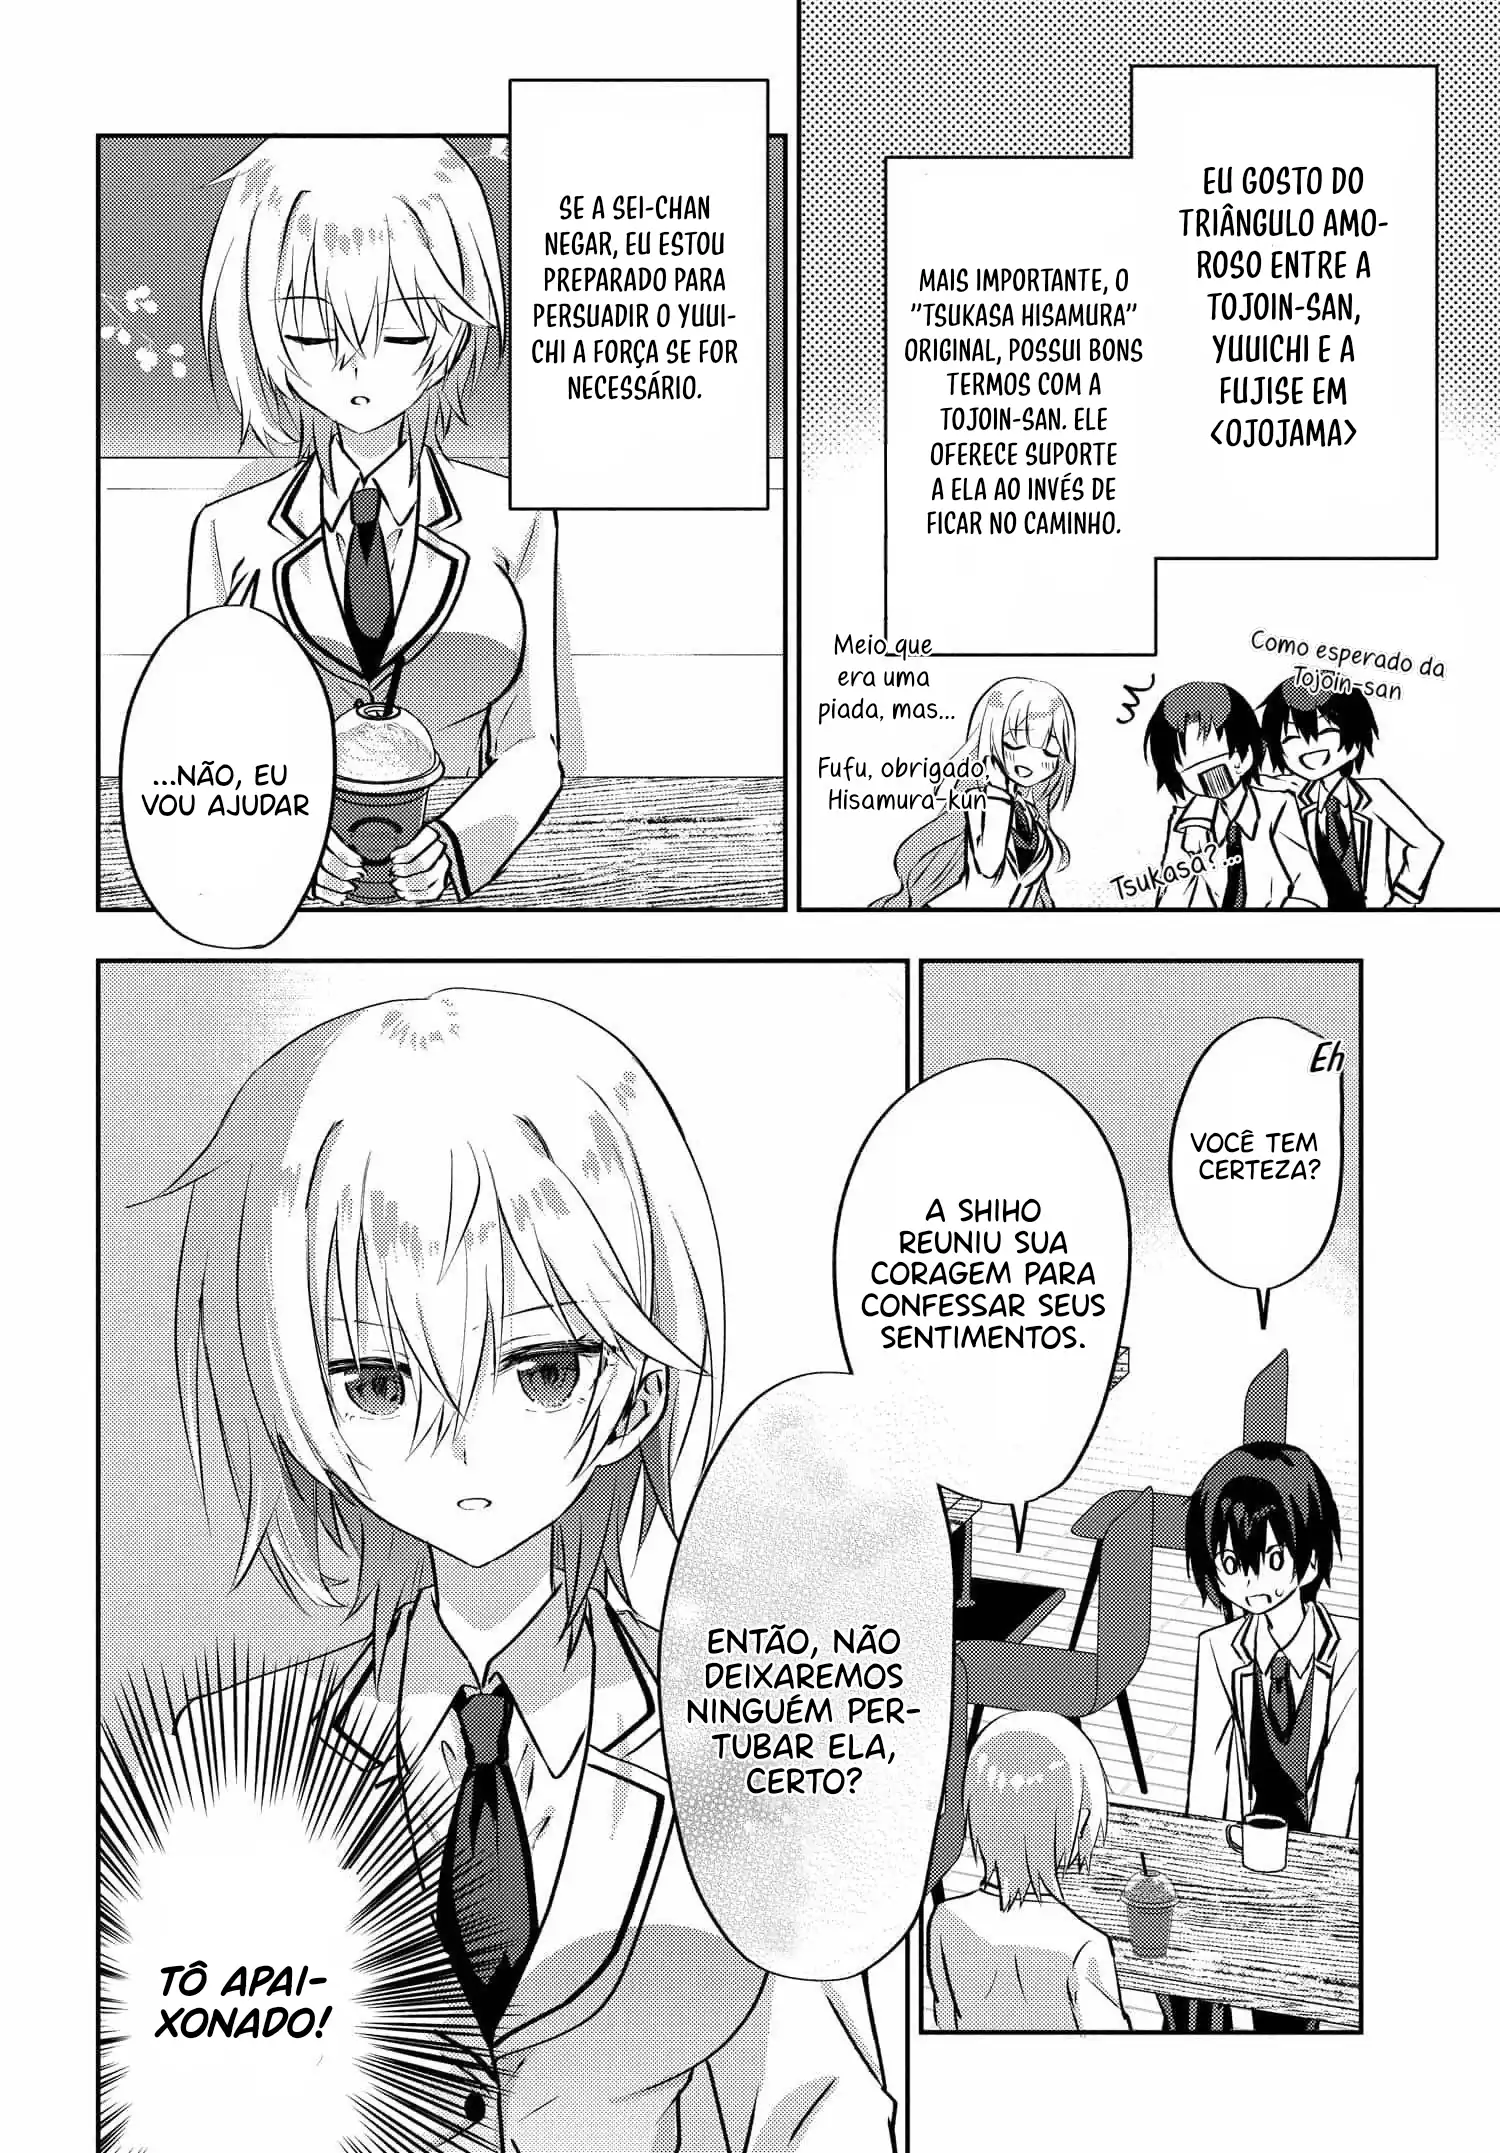 EU GOSTO DO
TRIÂNGULO AMO-
ROSO ENTRE A
TOJOIN-SAN,
YUUICHI E A
FUJISE EM
<OJOJAMA>
MAIS IMPORTANTE, O
"TSUKASA HISAMURA"
ORIGINAL, POSSUI BONS
TERMOS COM A
TOJOIN-SAN. ELE
OFERECE SUPORTE
A ELA AO INVÉS DE
FICAR NO CAMINHO.
Como esperado da
Tojoin-san
Tsukasa?...
Meio que
era uma
piada, mas...
Fufu, obrigado,
Hisamura-kun
SE A SEI-CHAN
NEGAR, EU ESTOU
PREPARADO PARA
PERSUADIR O YUUI-
CHI A FORÇA SE FOR
NECESSÁRIO.
...NÃO, EU
VOU AJUDAR
Eh
VOCÊ TEM
CERTEZA?
A SHIHO
REUNIU SUA
CORAGEM PARA
CONFESSAR SEUS
SENTIMENTOS.
ENTÃO, NÃO
DEIXAREMOS
NINGUÉM PER-
TUBAR ELA,
CERTO?
TÔ APAI-
XONADO!